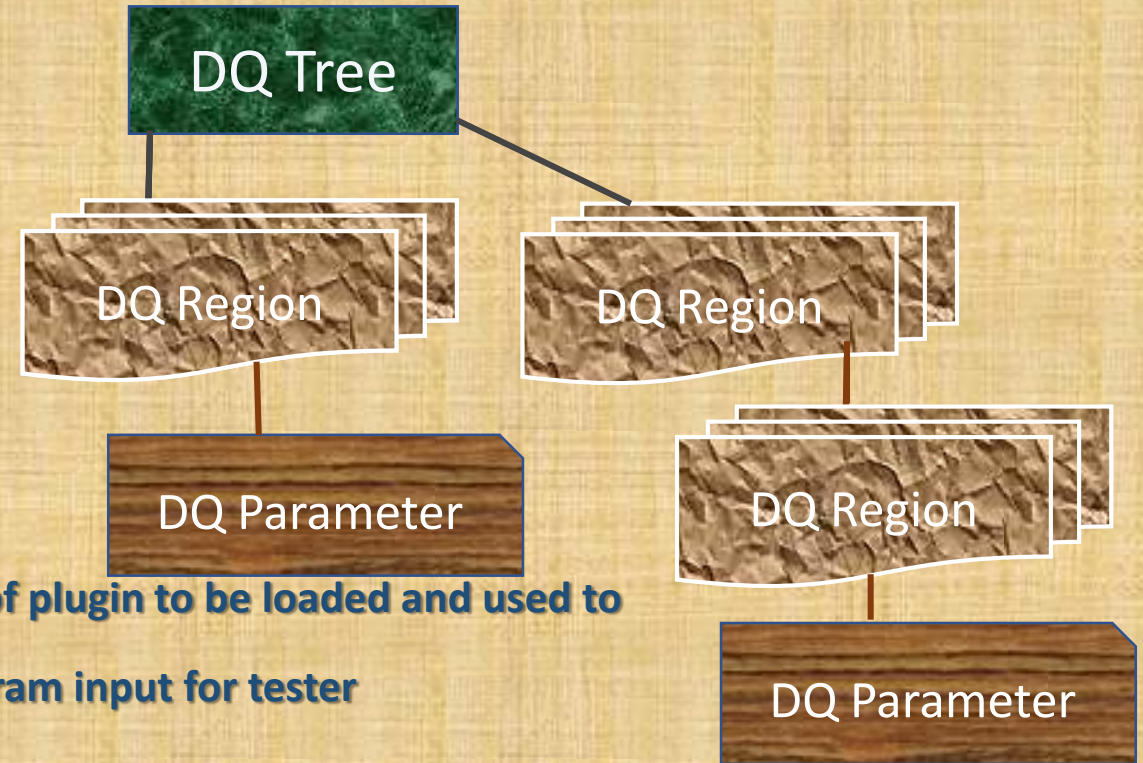 DQ Tree
DQ Region
DQ Region
DQ Parameter
DQ Region
of plugin to be loaded and used to
input for tester
DQ Parameter